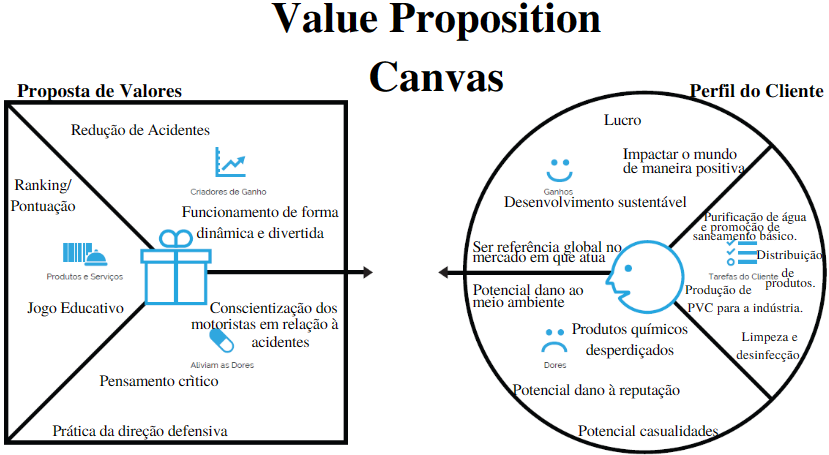 Value Proposition
Canvas
Proposta de Valores
Redução de Acidentes
Criadores de Ganho
Ranking/
Pontuação
Funcionamento de forma
dinâmica e divertida
Produtos e Serviços
Jogo Educativo
Conscientização dos
motoristas em relação à
acidentes
Aliviam as Dores
Pensamento crìtico
Prática da direção defensiva
Perfil do Cliente
Lucro
Impactar o mundo
de maneira positiva
Ganhos
Desenvolvimento sustentável
Ser referência global no
mercado em que atua
Purificação de água
e promoção de
saneamento básico.
Distribuição
de
produtos.
Tarefas do Cliente
Produção de
PVC para a indústria.
Limpeza e
desinfecção
Potencial dano ao
meio ambiente
Produtos químicos
desperdiçados
Dores
Potencial dano à reputação
Potencial casualidades